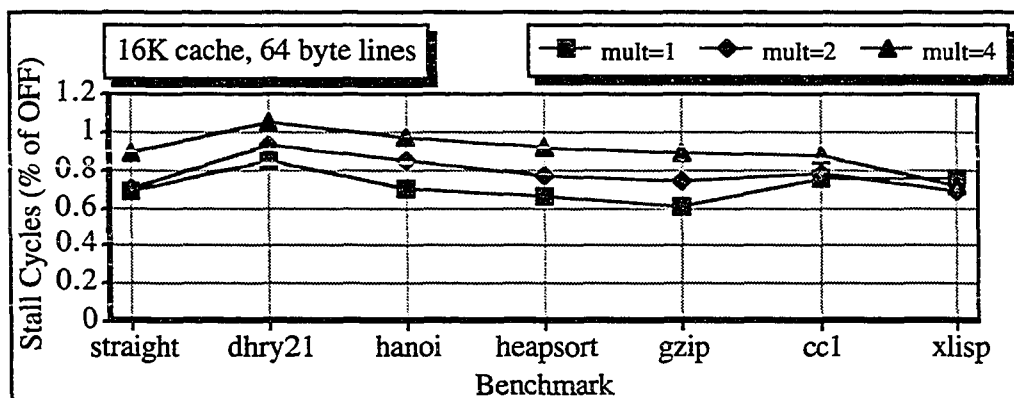 16K cache, 64 byte lines
mult=1 mult=2 mult=4
Stall Cycles (% of OFF)
1.2
1
0.8
0.6
0.4
0.2
0
straight dhry21 hanoi heapsort gzip cc1 xlisp
Benchmark